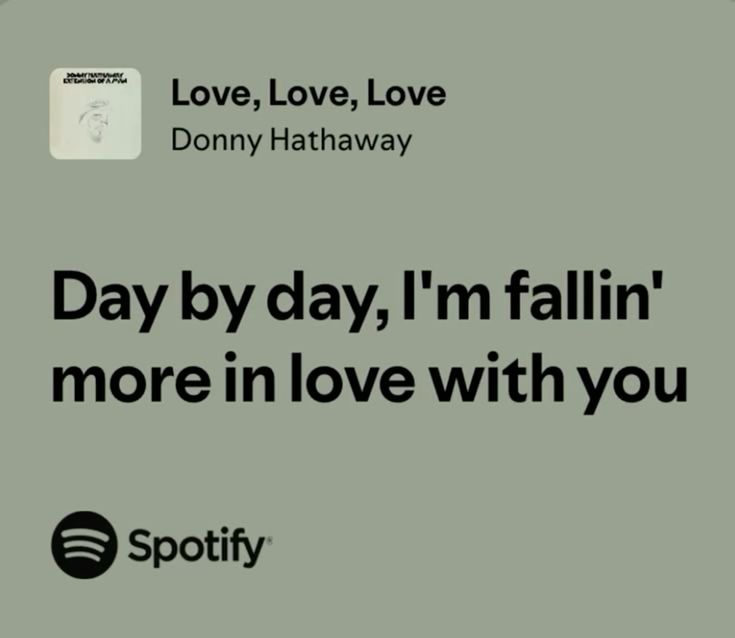 DONNY HATHAWAY
EXTENSION OF A MAN
Love, Love, Love
Donny Hathaway
Day by day, I'm fallin'
more in love with you
Spotify®